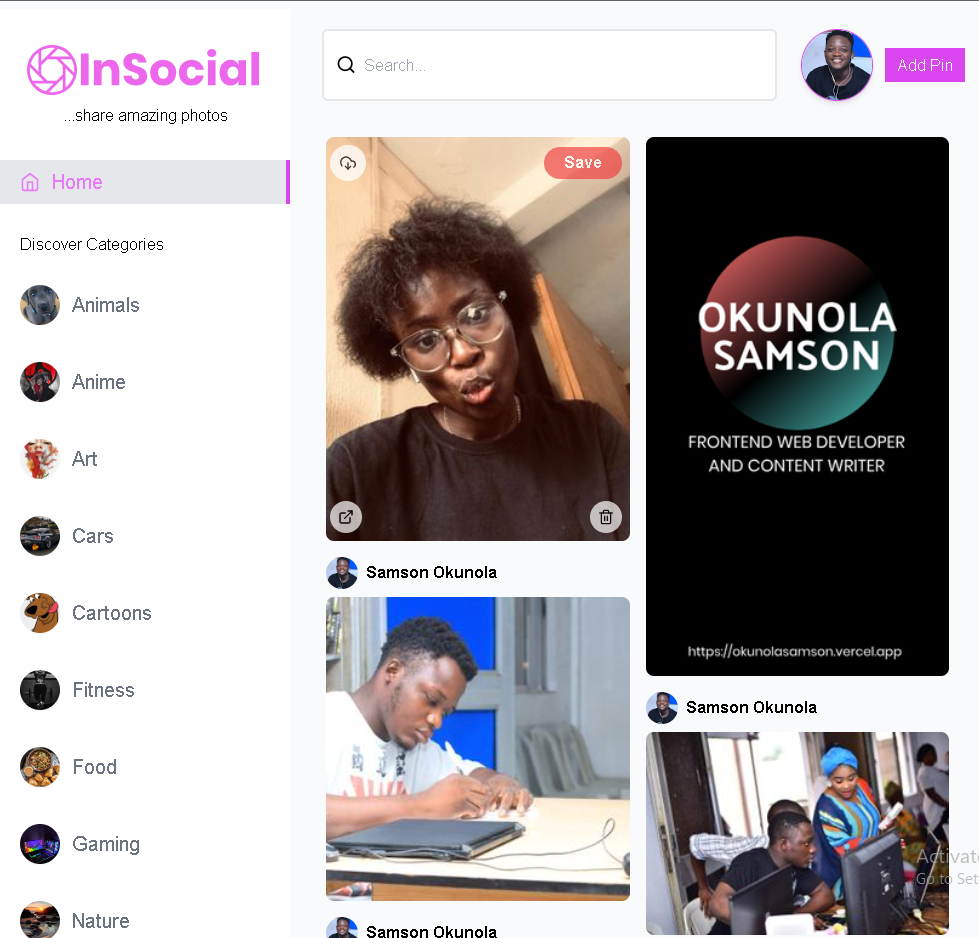 InSocial
...share amazing photos
Home
Discover Categories
Animals
Anime
Art
Cars
Cartoons
Fitness
Food
Gaming
Nature
Search...
Add Pin
Save
Samson Okunola
Samson Okunola
OKUNOLA
SAMSON
FRONTEND WEB DEVELOPER
AND CONTENT WRITER
https://okunolasamson.vercel.app
Samson Okunola
Activate
Go to Set